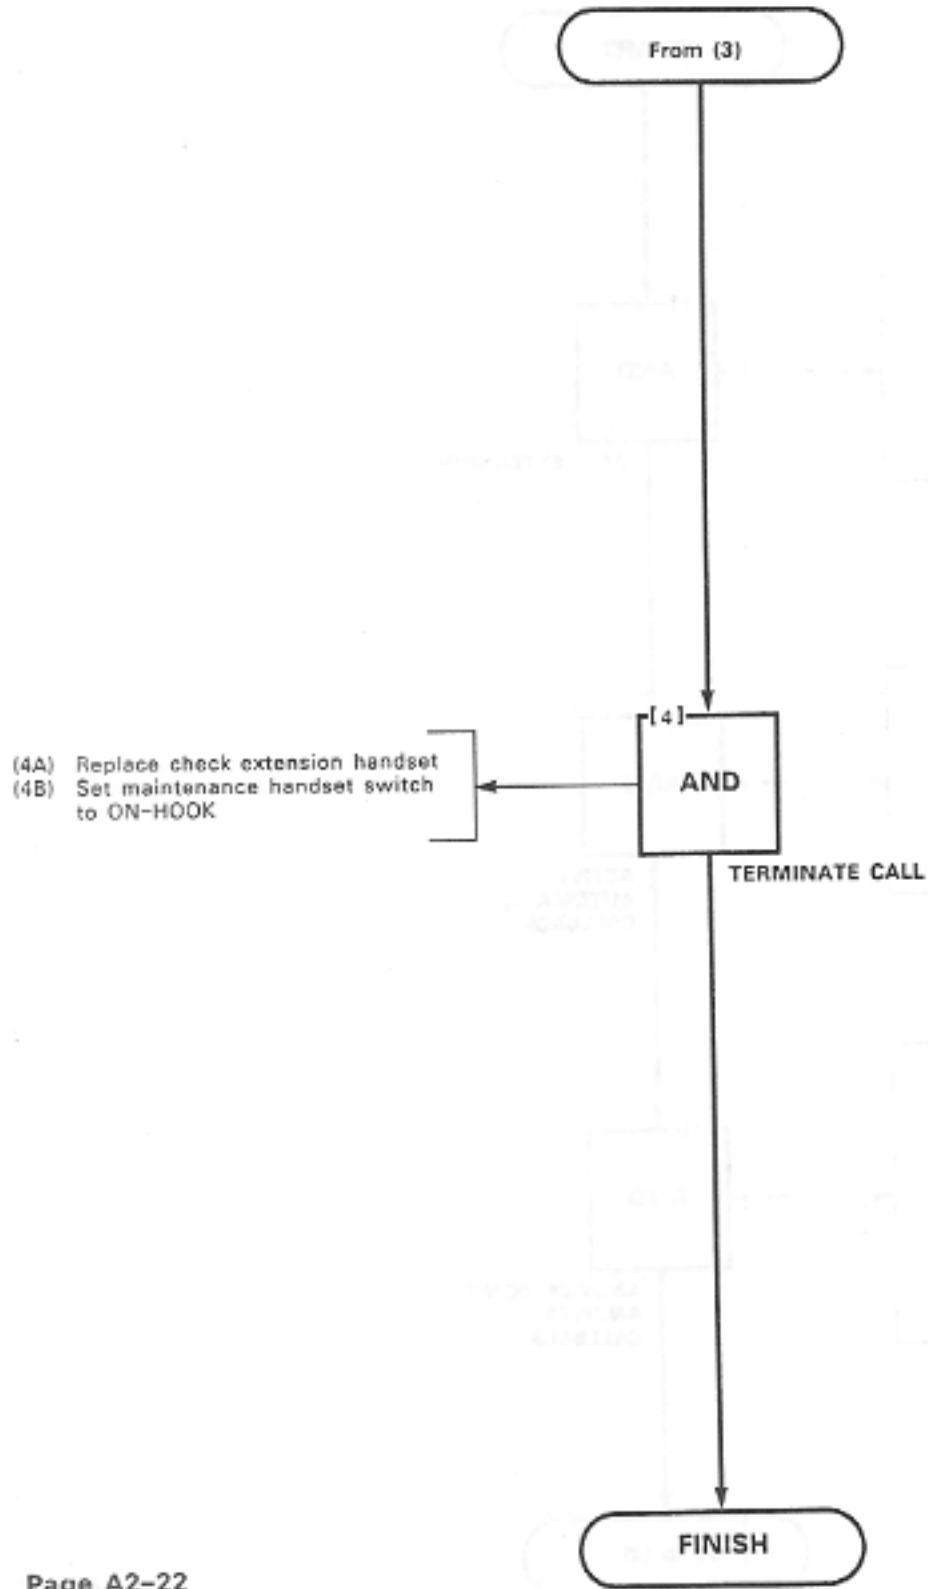 From (3)
[4]
AND
(4A) Replace check extension handset
(4B) Set maintenance handset switch
to ON-HOOK
TERMINATE CALL
FINISH
Page A2-22